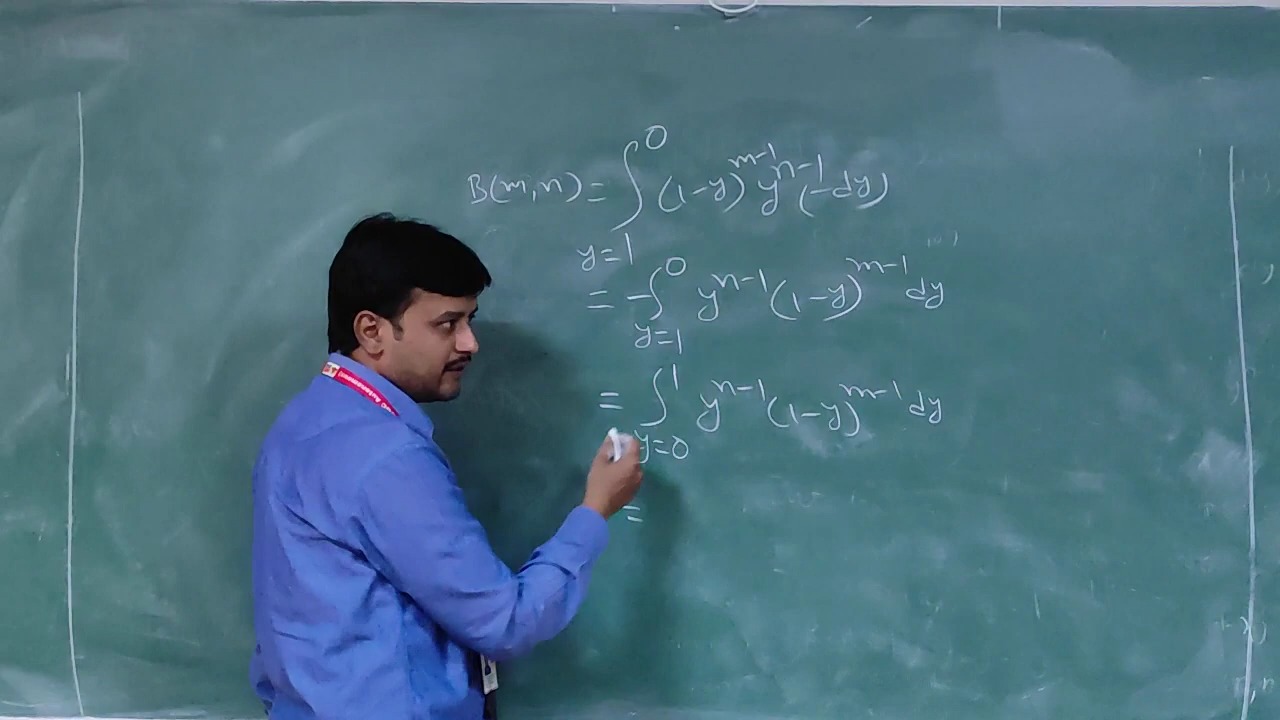 B(m,n) = ∫_{y=1}^{0} (1-y)^{m-1} y^{n-1} (-dy)
= -∫_{y=1}^{0} y^{n-1} (1-y)^{m-1} dy
= ∫_{y=0}^{1} y^{n-1} (1-y)^{m-1} dy
=